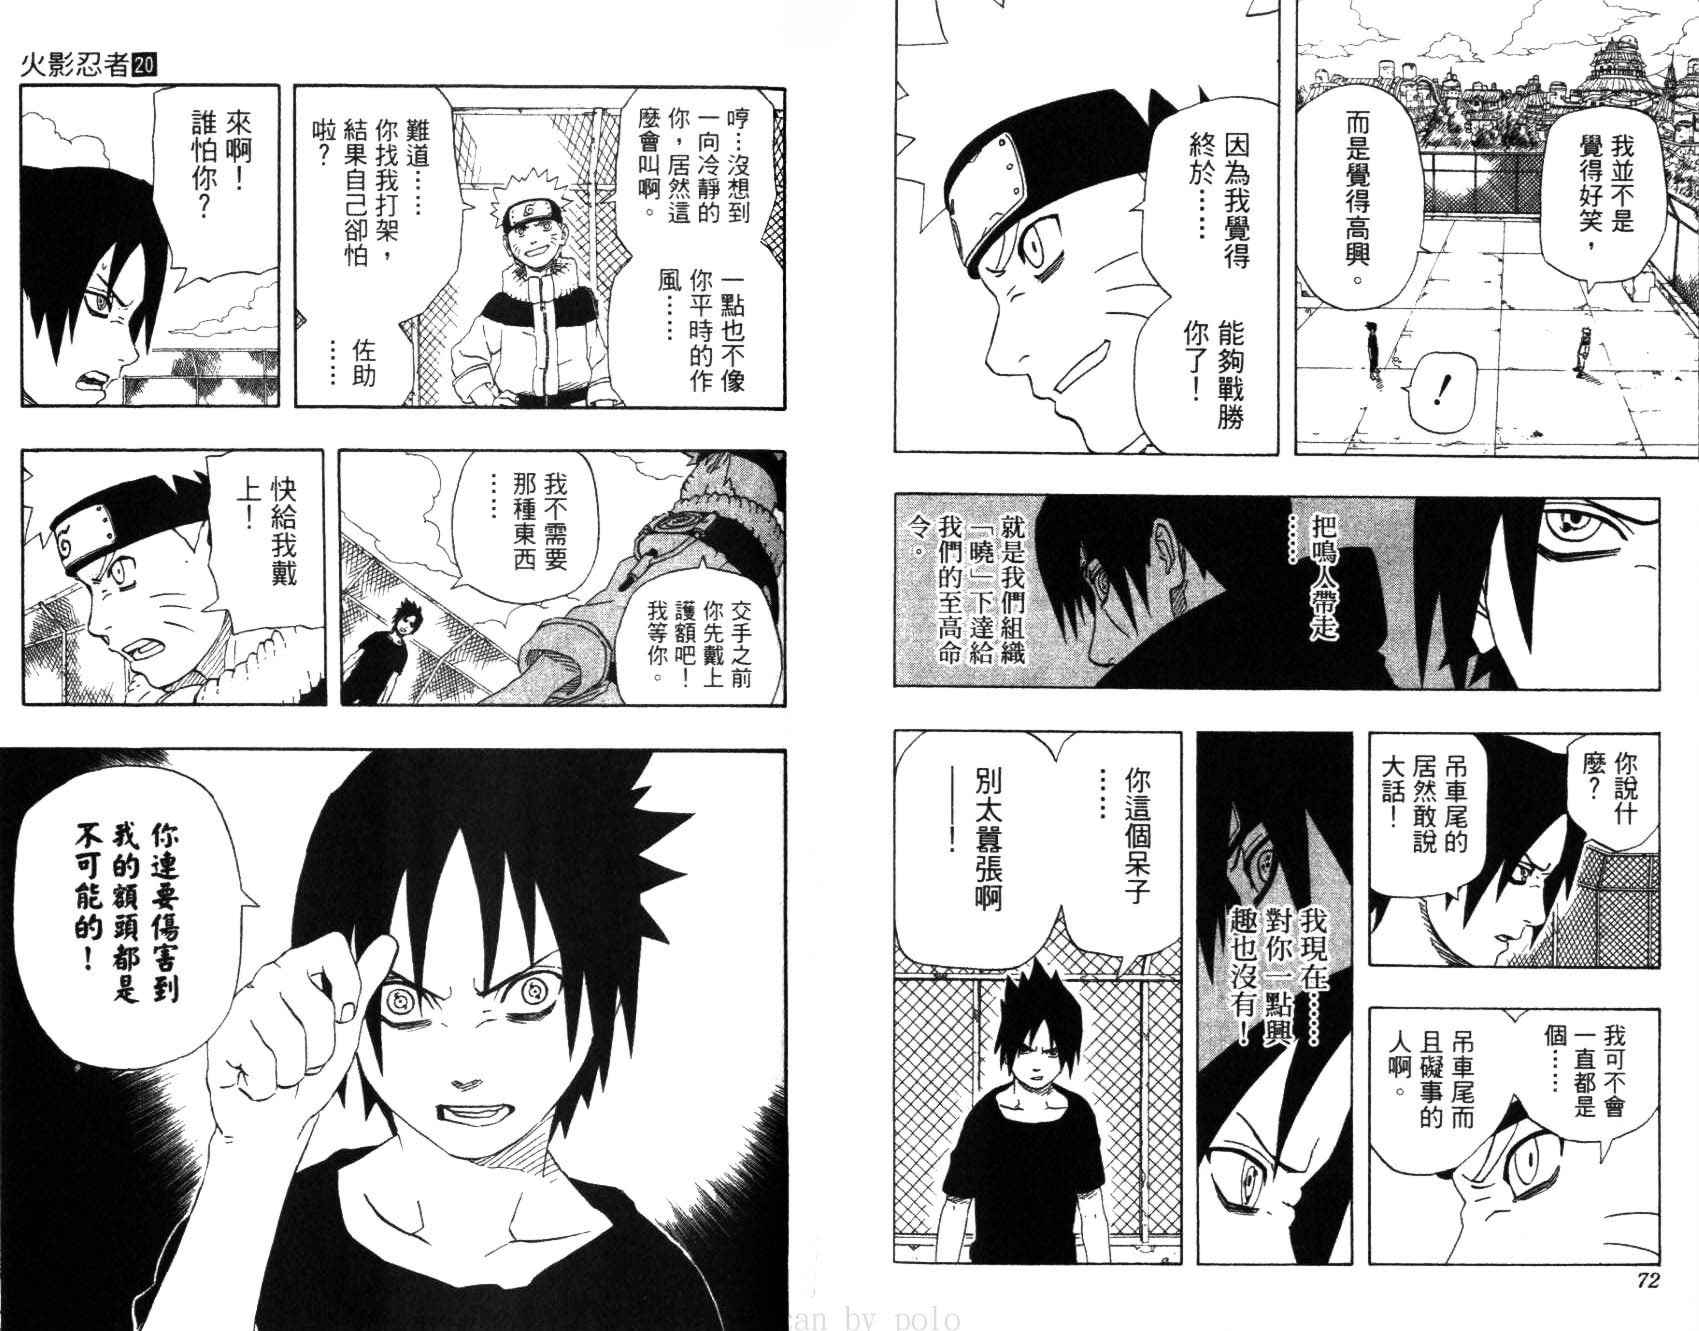 我並不是
覺得好笑，
而是覺得高興。
！
因為我覺得
終於……
能夠戰勝
你了！
把鳴人帶走
……
就是我們組織
「曉」下達給
我們的至高命
令。
你說什
麼？
吊車尾的
居然敢說
大話！
我可不會
一直都是
個……
吊車尾而
且礙事的
人啊。
我現在……
對你一點興
趣也沒有！
你這個呆子
……
別太囂張啊
——！
72
火影忍者20
哼…沒想到
一向冷靜的
你，居然這
麼會叫啊。
一點也不像
你平時的作
風……
難道……
你找我打架，
結果自己卻怕
啦？
佐助
……
來啊！
誰怕你？
交手之前
你先戴上
護額吧！
我等你。
我不需要
那種東西
……
快給我戴
上！
你連要傷害到
我的額頭都是
不可能的！
can by polo